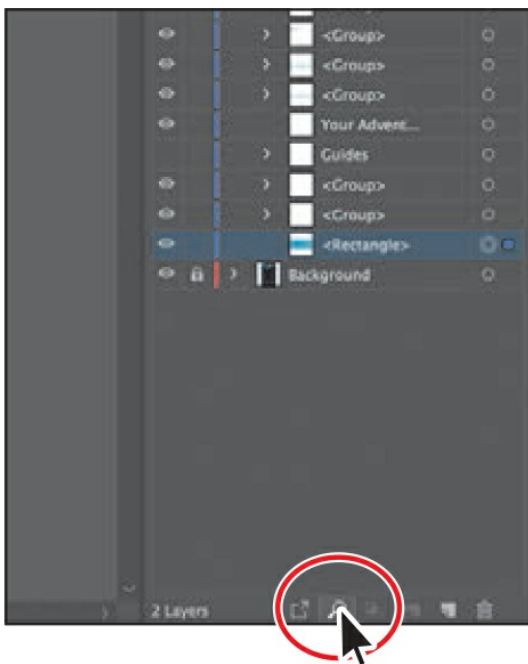 <Group>
<Group>
<Group>
Your Advent...
Guides
<Group>
<Group>
<Rectangle>
Background
2 Layers